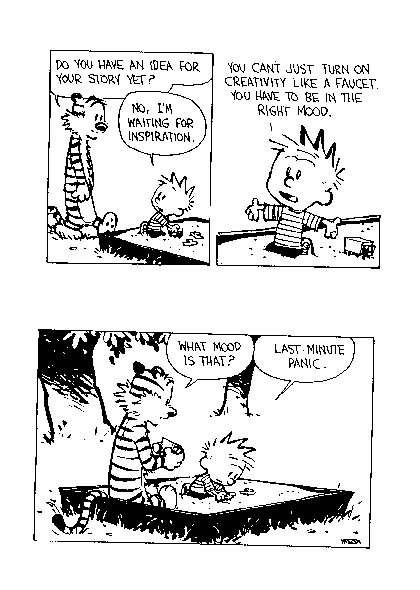 DO YOU HAVE AN IDEA FOR
YOUR STORY YET?
NO, I'M
WAITING FOR
INSPIRATION.
YOU CAN'T JUST TURN ON
CREATIVITY LIKE A FAUCET.
YOU HAVE TO BE IN THE
RIGHT MOOD.
WHAT MOOD
IS THAT?
LAST-MINUTE
PANIC.